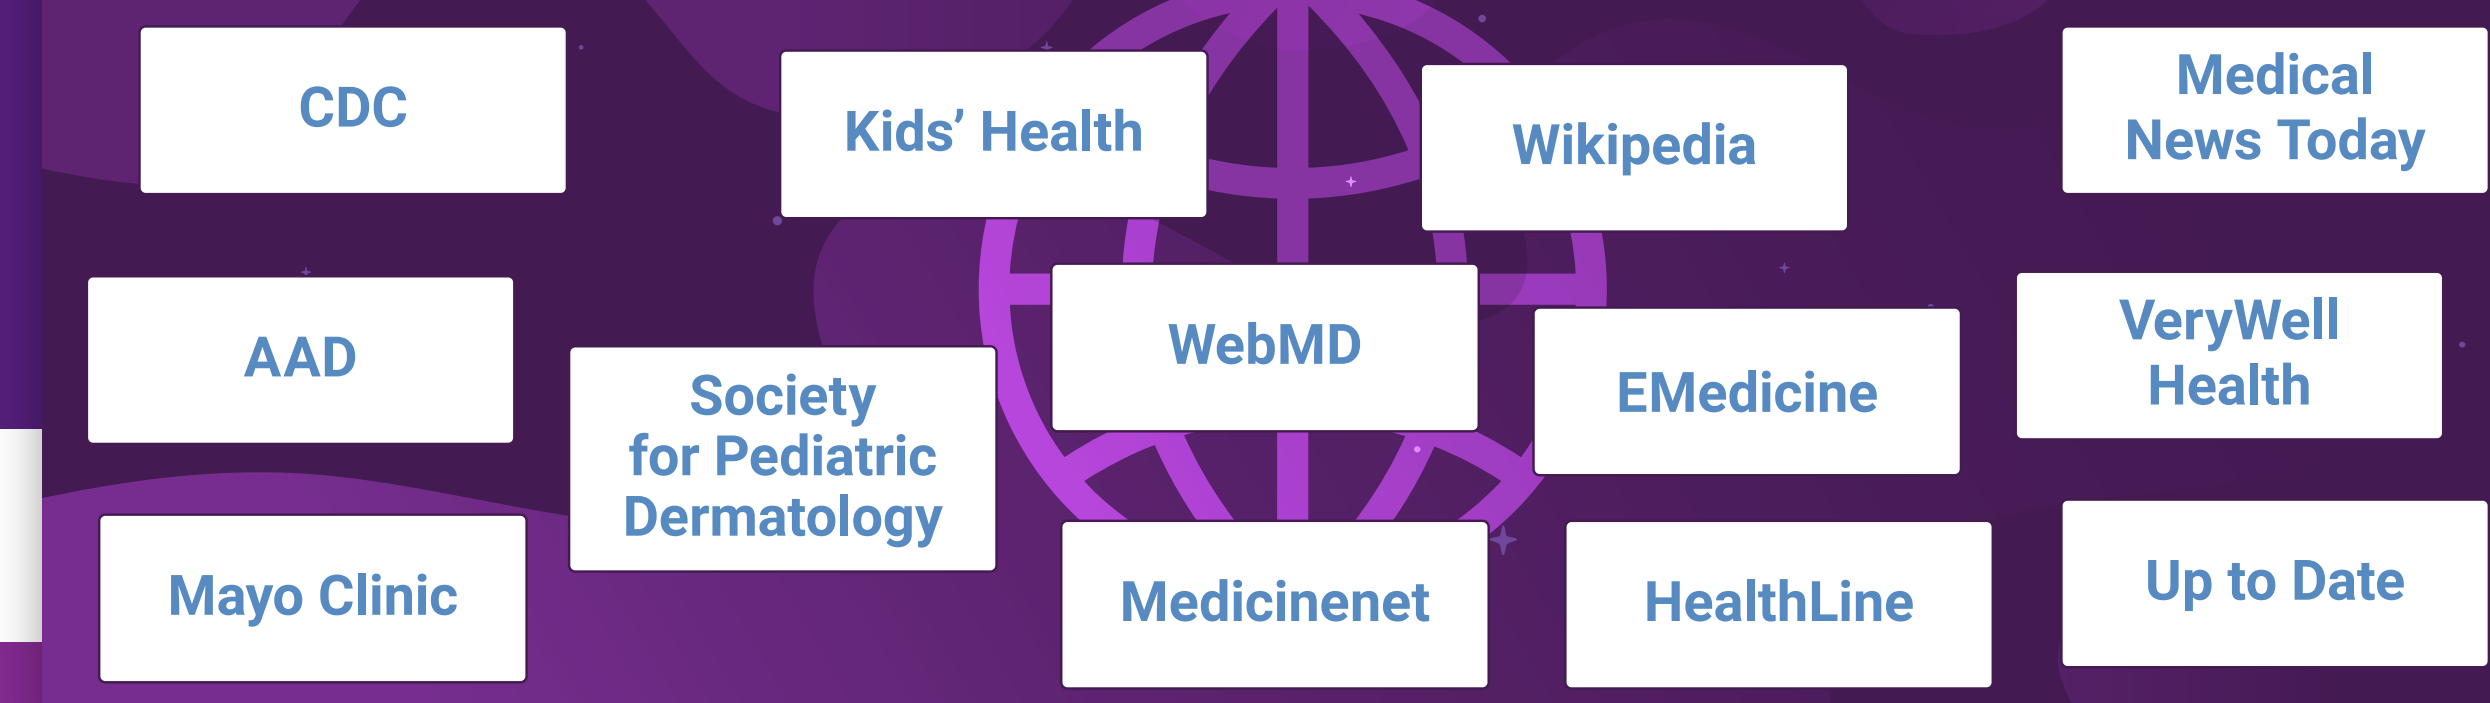 CDC
Kids’ Health
Wikipedia
Medical
News Today
AAD
Society
for Pediatric
Dermatology
WebMD
EMedicine
VeryWell
Health
Mayo Clinic
Medicinenet
HealthLine
Up to Date